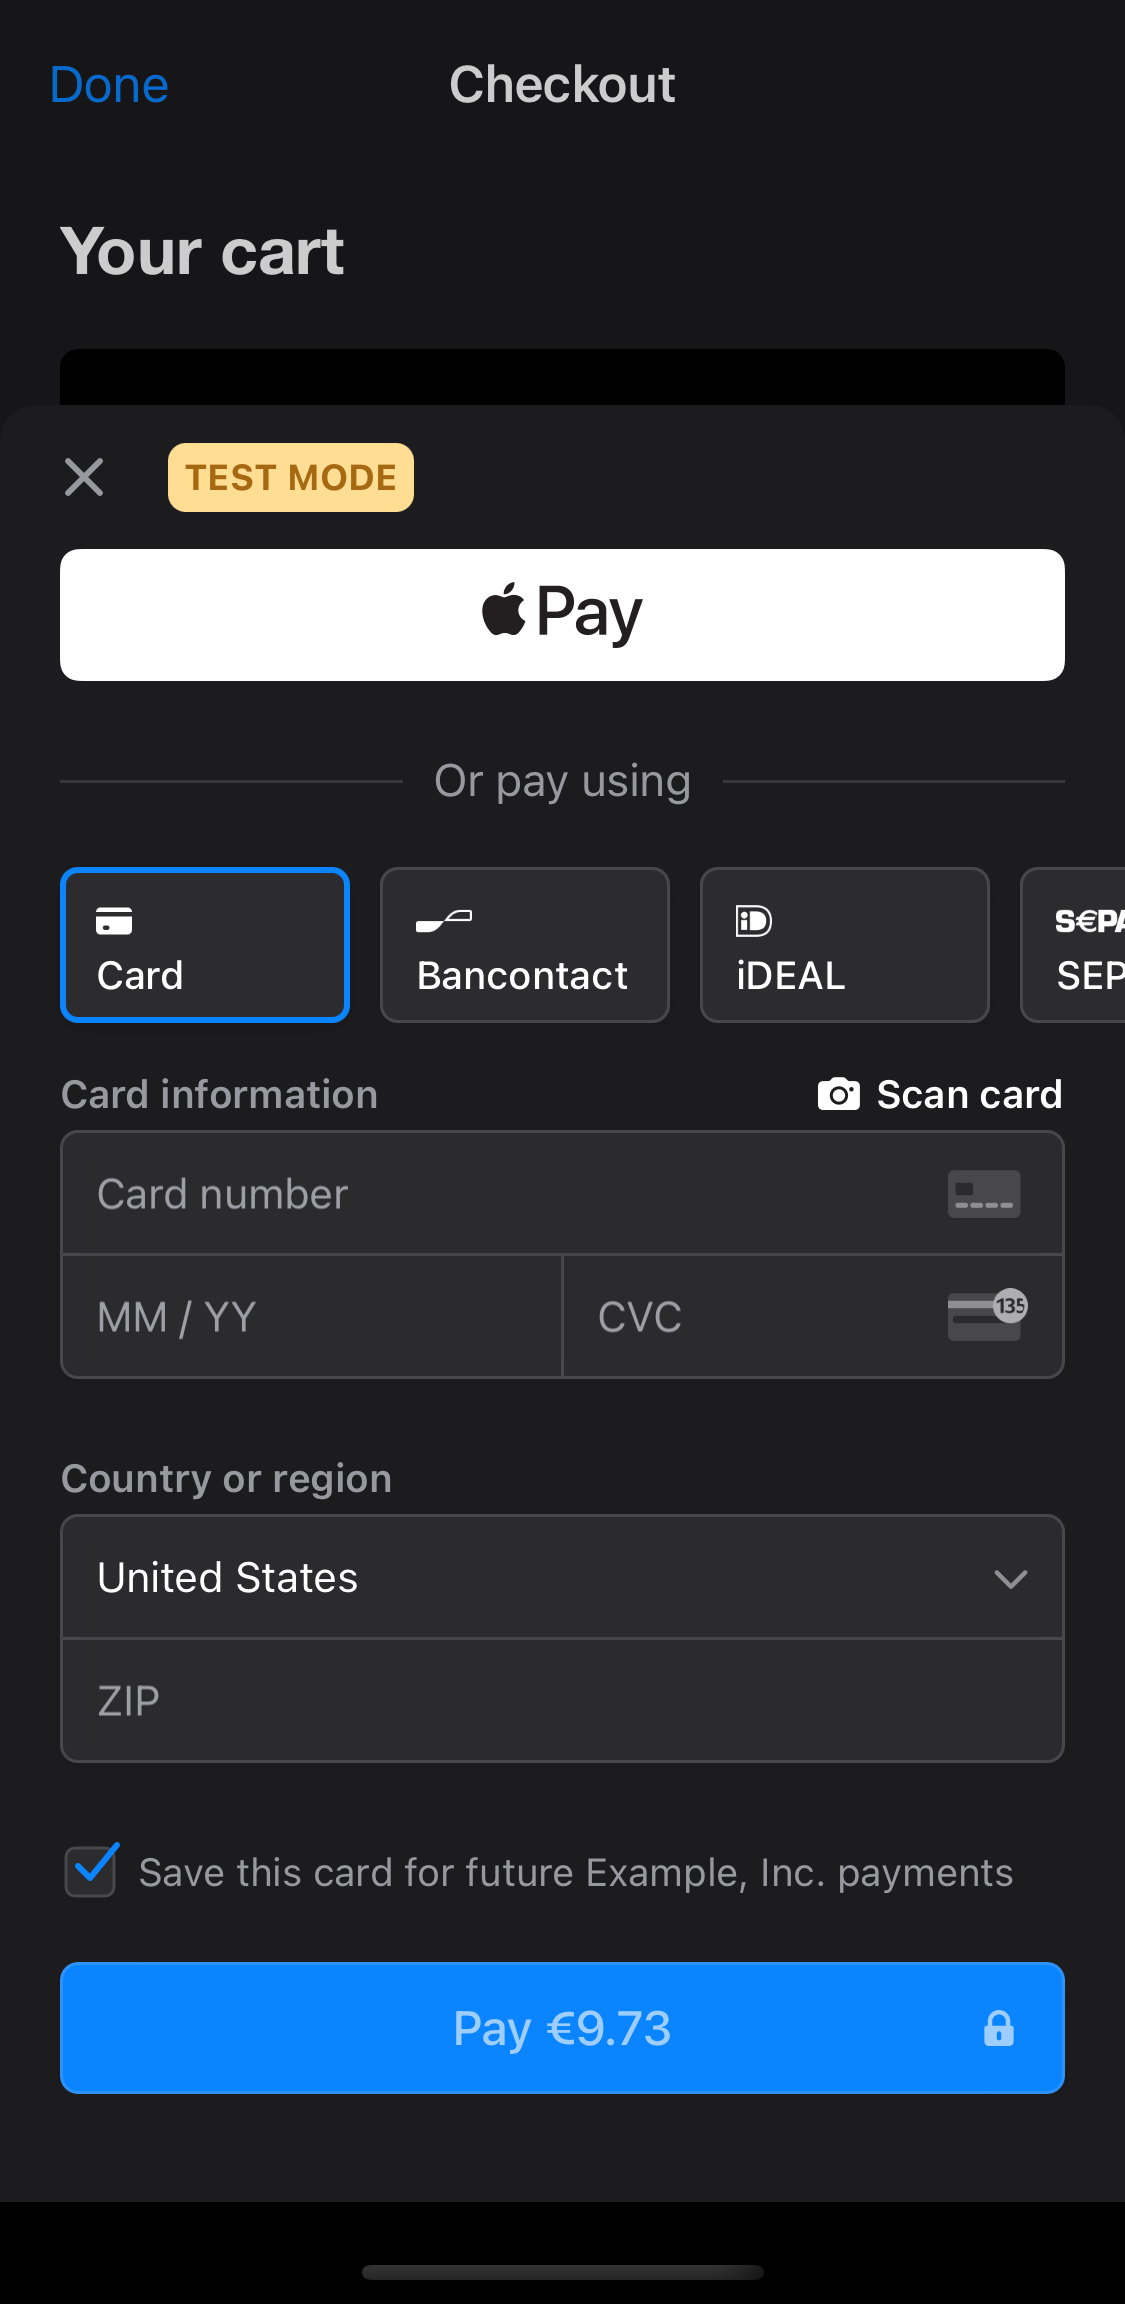 Done
Checkout
Your cart
TEST MODE
Pay
Or pay using
Card
Bancontact
iD
iDEAL
S€PA
SEP
Card information
Scan card
Card number
MM / YY
CVC
135
Country or region
United States
ZIP
Save this card for future Example, Inc. payments
Pay €9.73